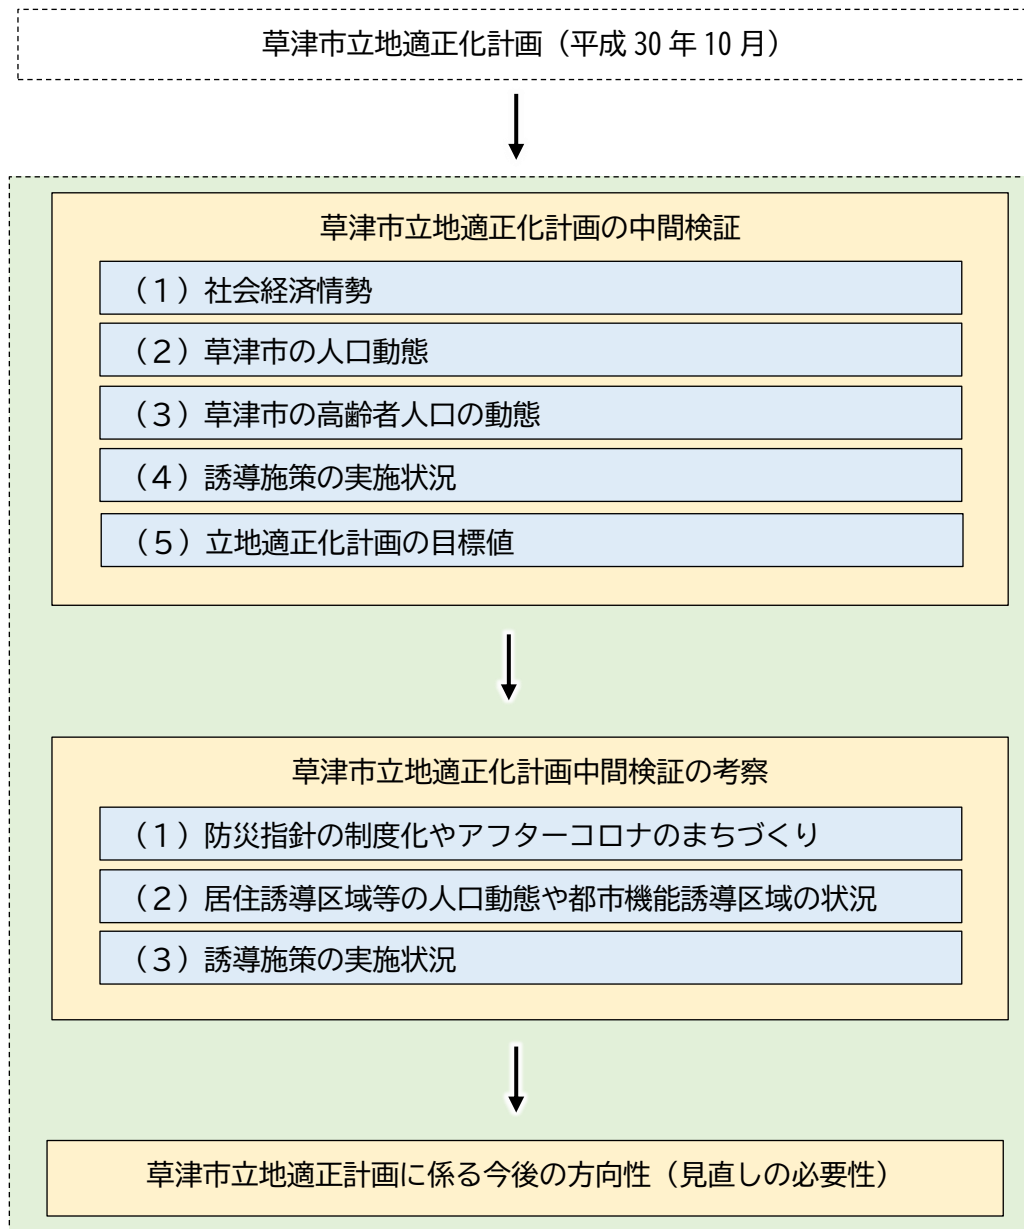 草津市立地適正化計画（平成 30 年 10 月）
草津市立地適正化計画の中間検証
（１）社会経済情勢
（２）草津市の人口動態
（３）草津市の高齢者人口の動態
（４）誘導施策の実施状況
（５）立地適正化計画の目標値
草津市立地適正化計画中間検証の考察
（１）防災指針の制度化やアフターコロナのまちづくり
（２）居住誘導区域等の人口動態や都市機能誘導区域の状況
（３）誘導施策の実施状況
草津市立地適正計画に係る今後の方向性（見直しの必要性）